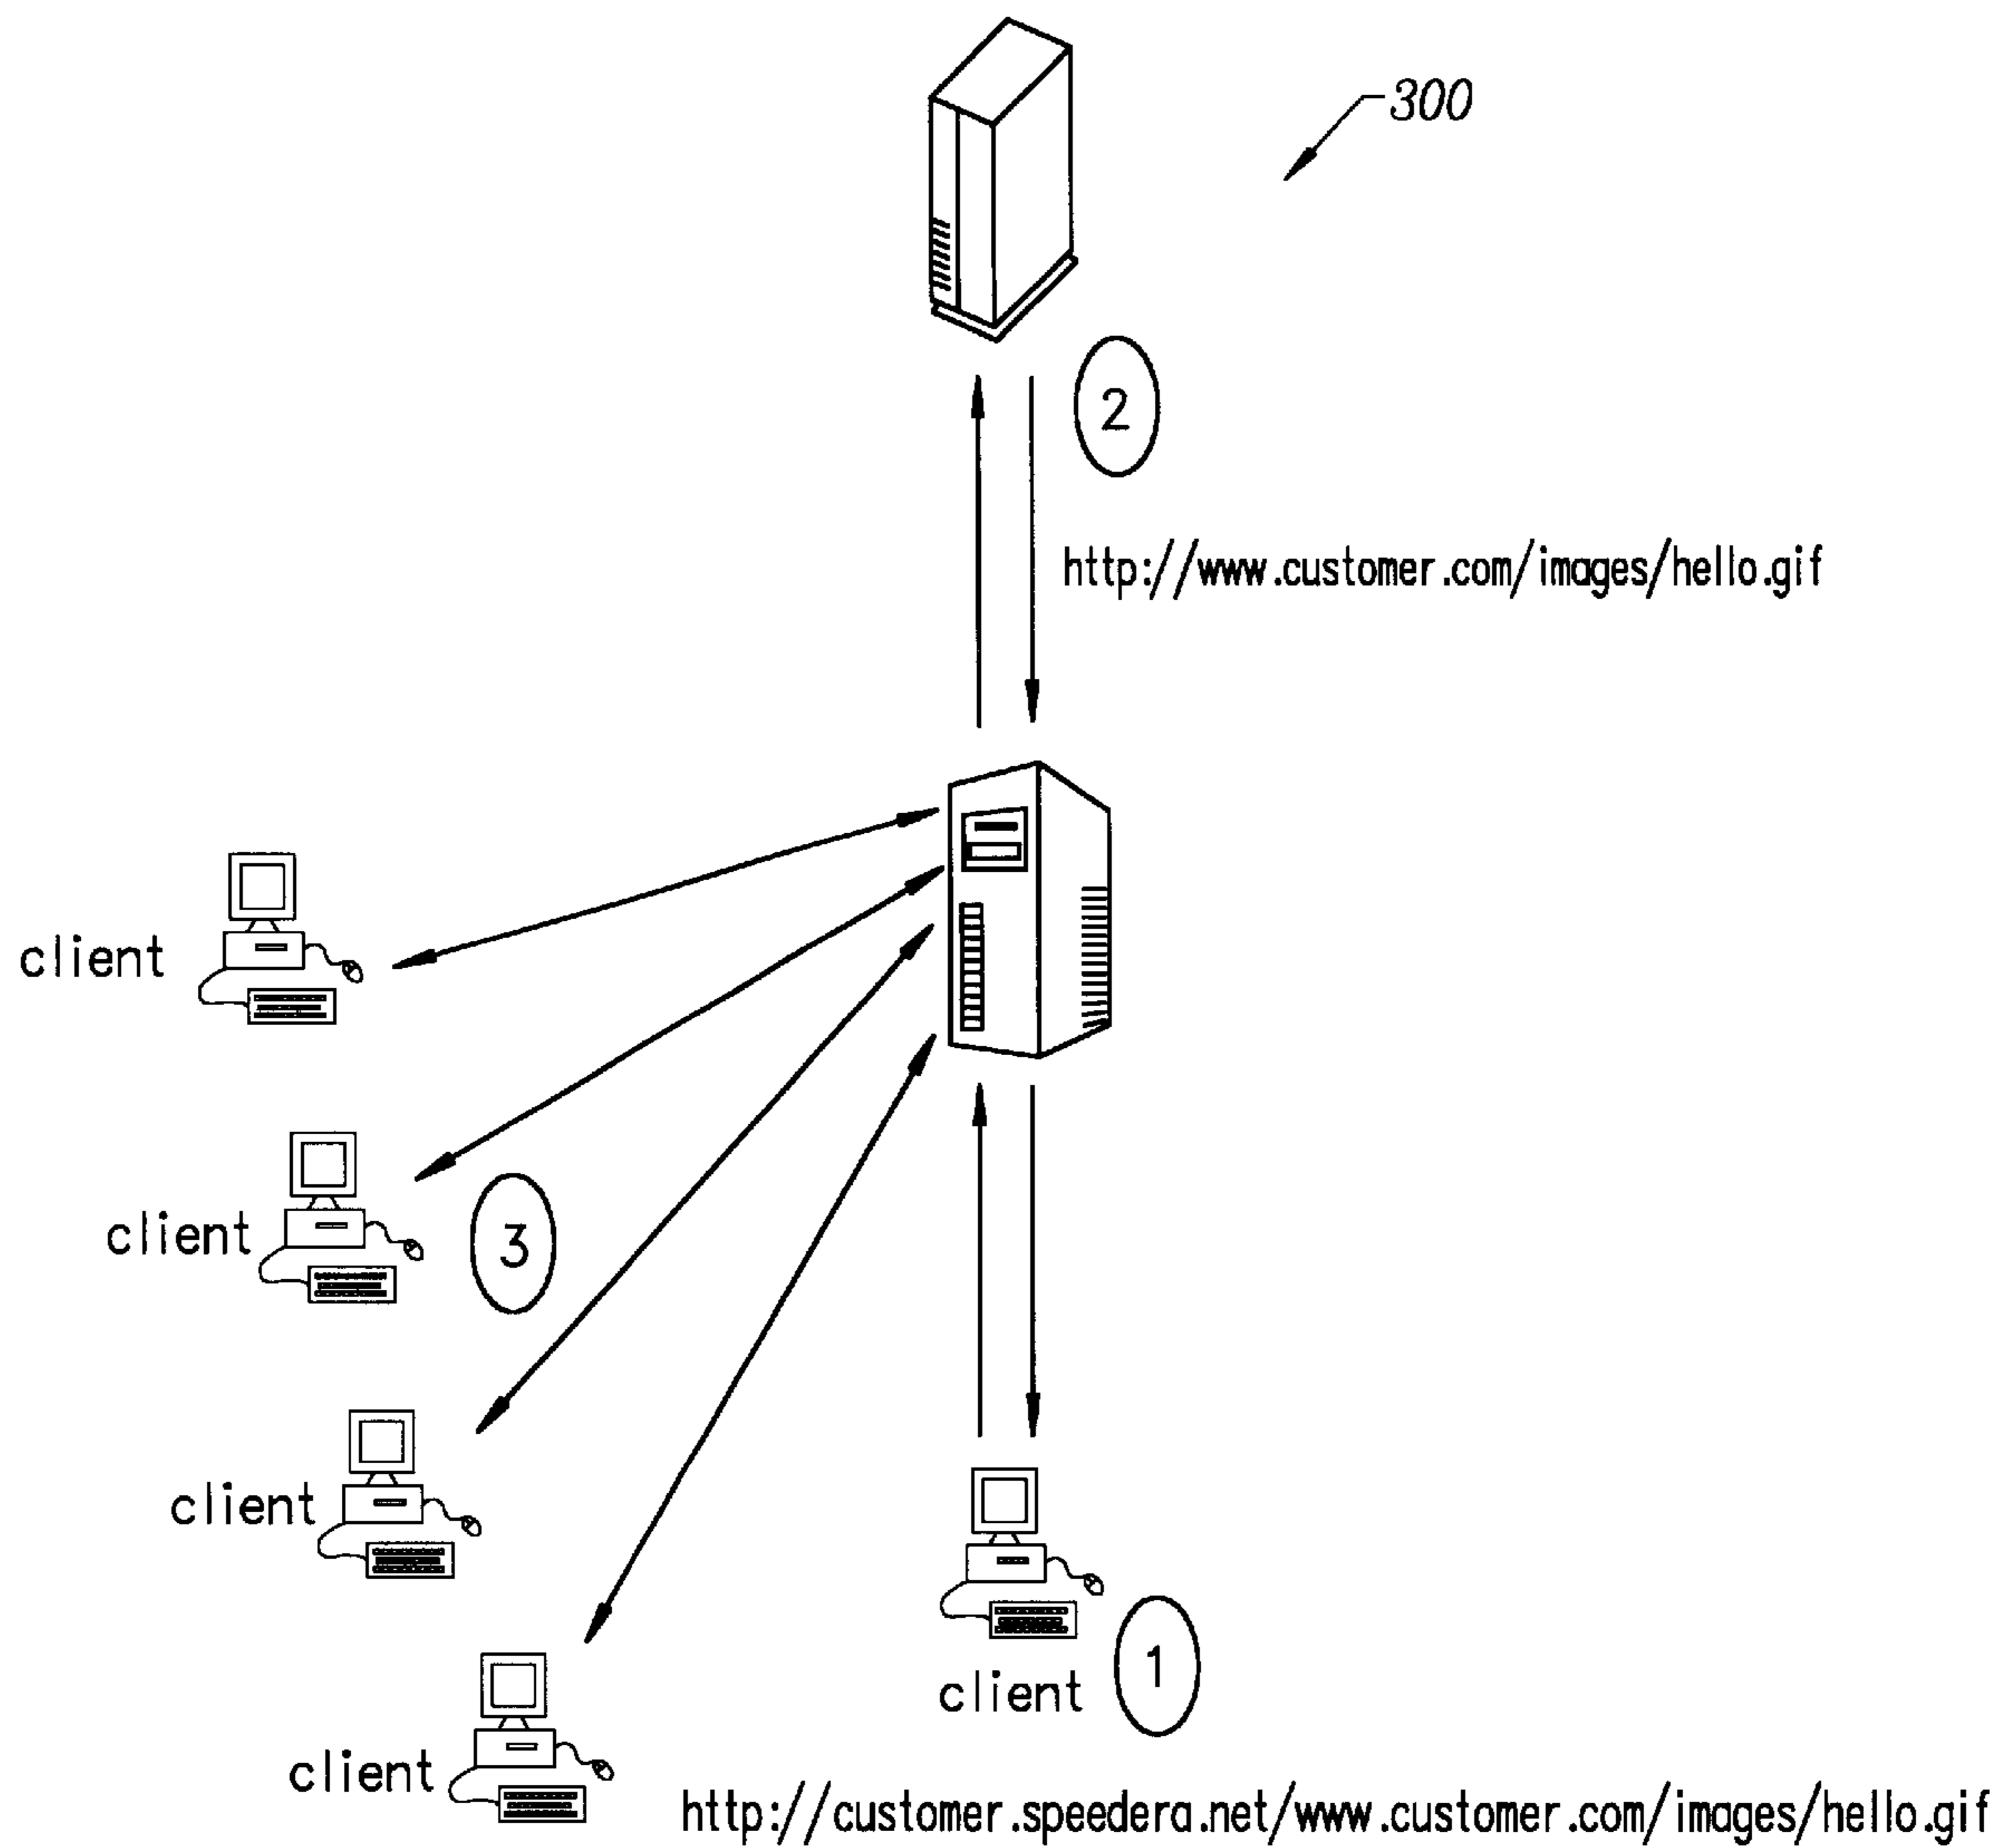 300
2
http://www.customer.com/images/hello.gif
client
client
3
client
client
client
1
http://customer.speedera.net/www.customer.com/images/hello.gif